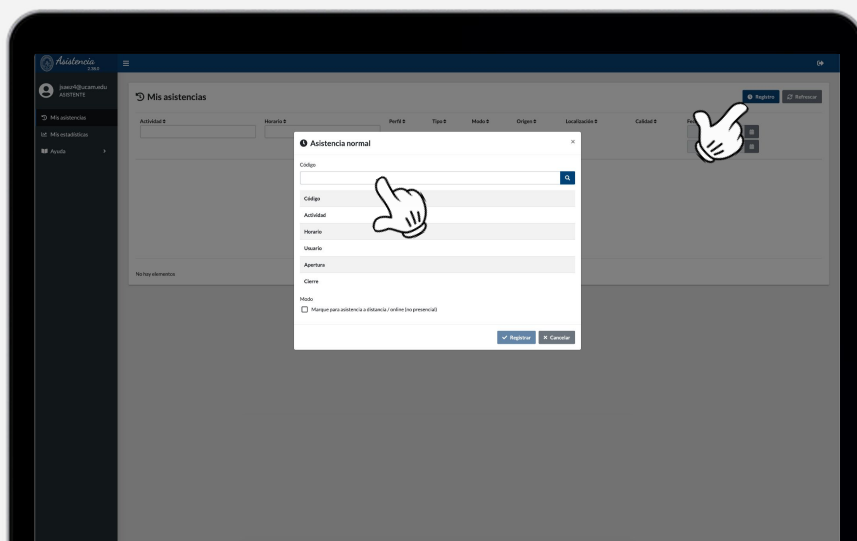 Asistencia
jsaez4@ucam.edu
ASISTENTE
Mis asistencias
Mis estadísticas
Ayuda
Mis asistencias
Registro
Refrescar
Actividad
Horario
Perfil
Tipo
Modo
Origen
Localización
Calidad
Asistencia normal
×
Código
Código
Actividad
Horario
Usuario
Apertura
Cierre
Modo
Marque para asistencia a distancia / online (no presencial)
Registrar
Cancelar
No hay elementos